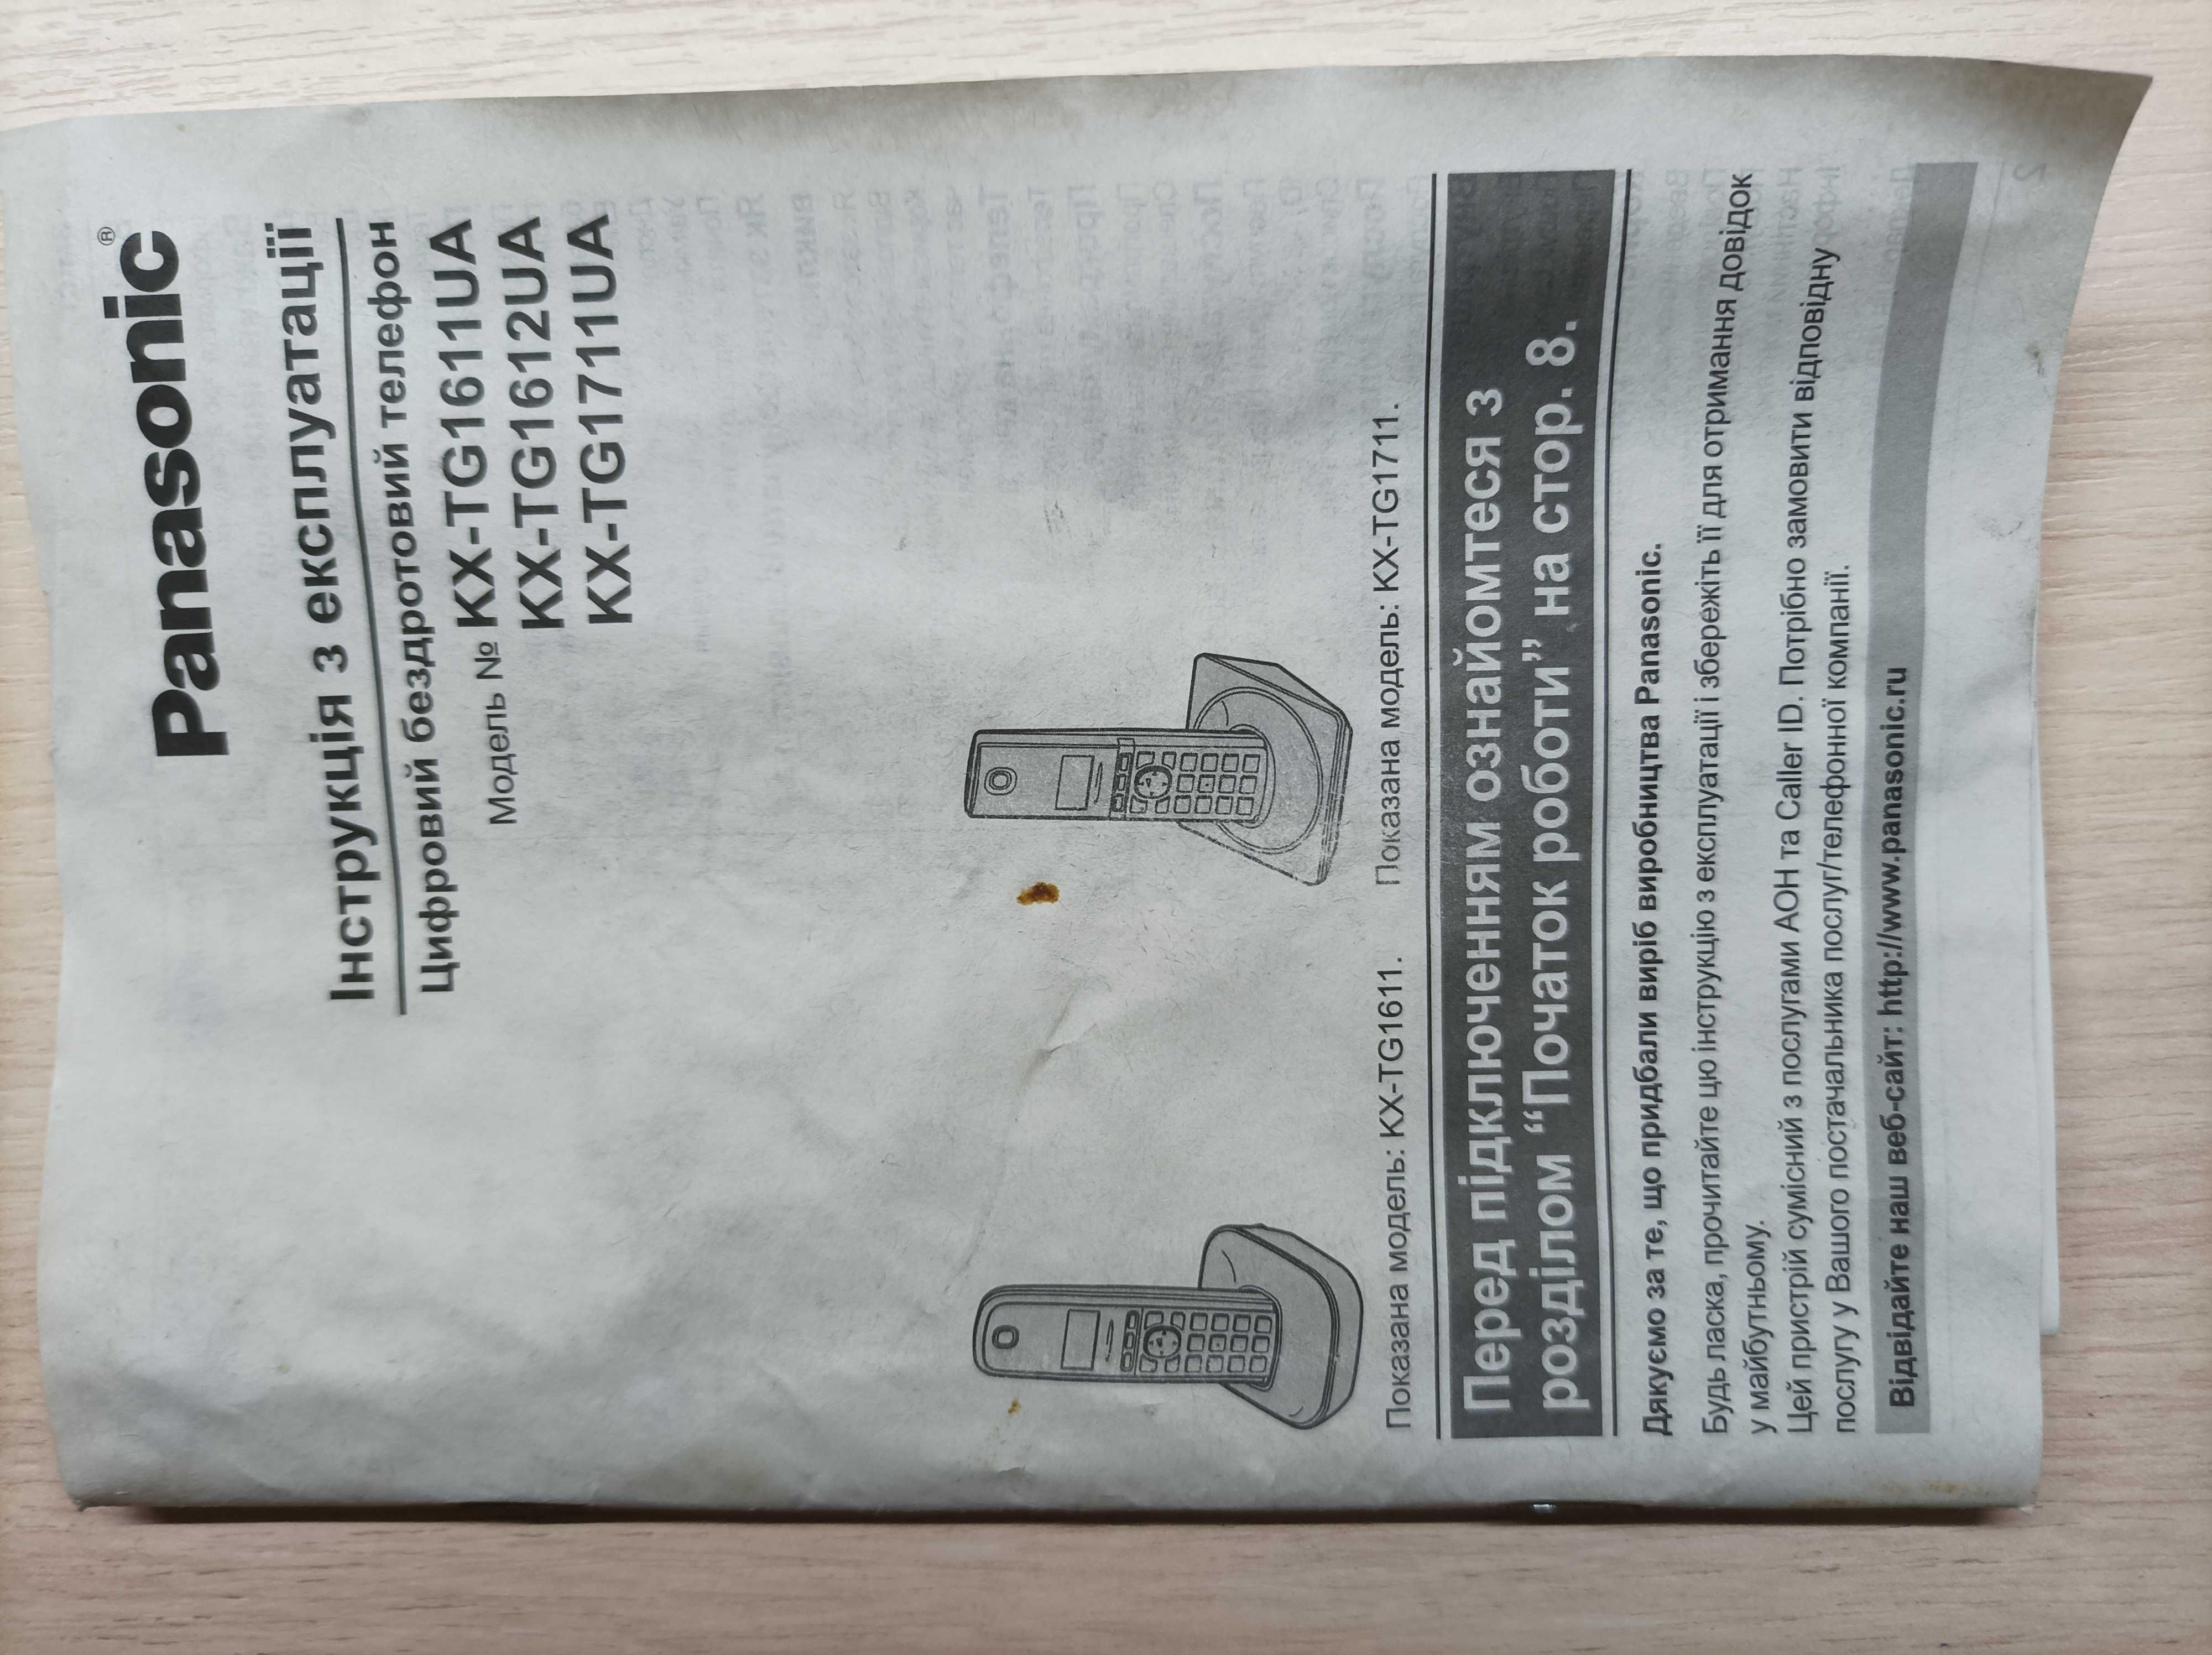 Panasonic®
Інструкція з експлуатації
Цифровий бездротовий телефон
Модель № KX-TG1611UA
KX-TG1612UA
KX-TG1711UA
Показана модель: KX-TG1611. Показана модель: KX-TG1711.
Перед підключенням ознайомтеся з
розділом “Початок роботи” на стор. 8.
Дякуємо за те, що придбали виріб виробництва Panasonic.
Будь ласка, прочитайте цю інструкцію з експлуатації і збережіть її для отримання довідок
у майбутньому.
Цей пристрій сумісний з послугами АОН та Caller ID. Потрібно замовити відповідну
послугу у Вашого постачальника послуг/телефонної компанії.
Відвідайте наш веб-сайт: http://www.panasonic.ru